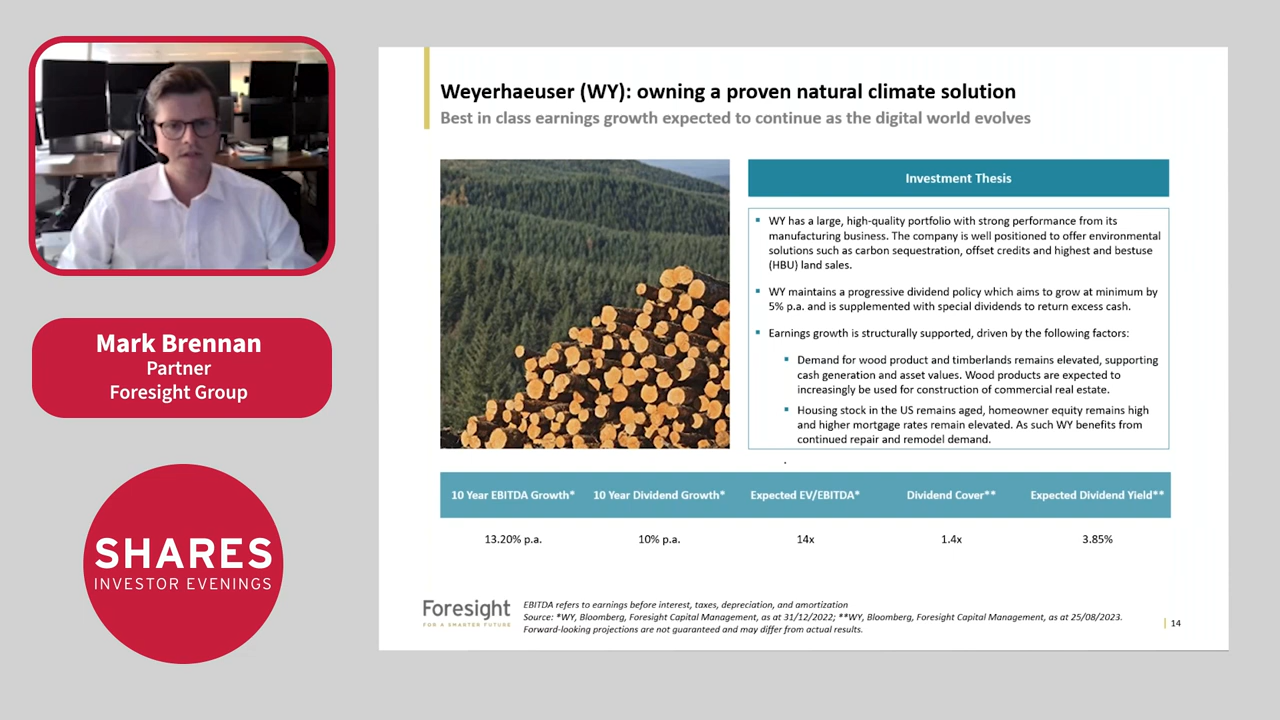 Mark Brennan
Partner
Foresight Group
SHARES
INVESTOR EVENINGS
Weyerhaeuser (WY): owning a proven natural climate solution
Best in class earnings growth expected to continue as the digital world evolves
Investment Thesis
WY has a large, high-quality portfolio with strong performance from its
manufacturing business. The company is well positioned to offer environmental
solutions such as carbon sequestration, offset credits and highest and bestuse
(HBU) land sales.
WY maintains a progressive dividend policy which aims to grow at minimum by
5% p.a. and is supplemented with special dividends to return excess cash.
Earnings growth is structurally supported, driven by the following factors:
Demand for wood product and timberlands remains elevated, supporting
cash generation and asset values. Wood products are expected to
increasingly be used for construction of commercial real estate.
Housing stock in the US remains aged, homeowner equity remains high
and higher mortgage rates remain elevated. As such WY benefits from
continued repair and remodel demand.
.
10 Year EBITDA Growth* 10 Year Dividend Growth* Expected EV/EBITDA* Dividend Cover** Expected Dividend Yield**
13.20% p.a. 10% p.a. 14x 1.4x 3.85%
Foresight
FOR A SMARTER FUTURE
EBITDA refers to earnings before interest, taxes, depreciation, and amortization
Source: *WY, Bloomberg, Foresight Capital Management, as at 31/12/2022; **WY, Bloomberg, Foresight Capital Management, as at 25/08/2023.
Forward-looking projections are not guaranteed and may differ from actual results.
14